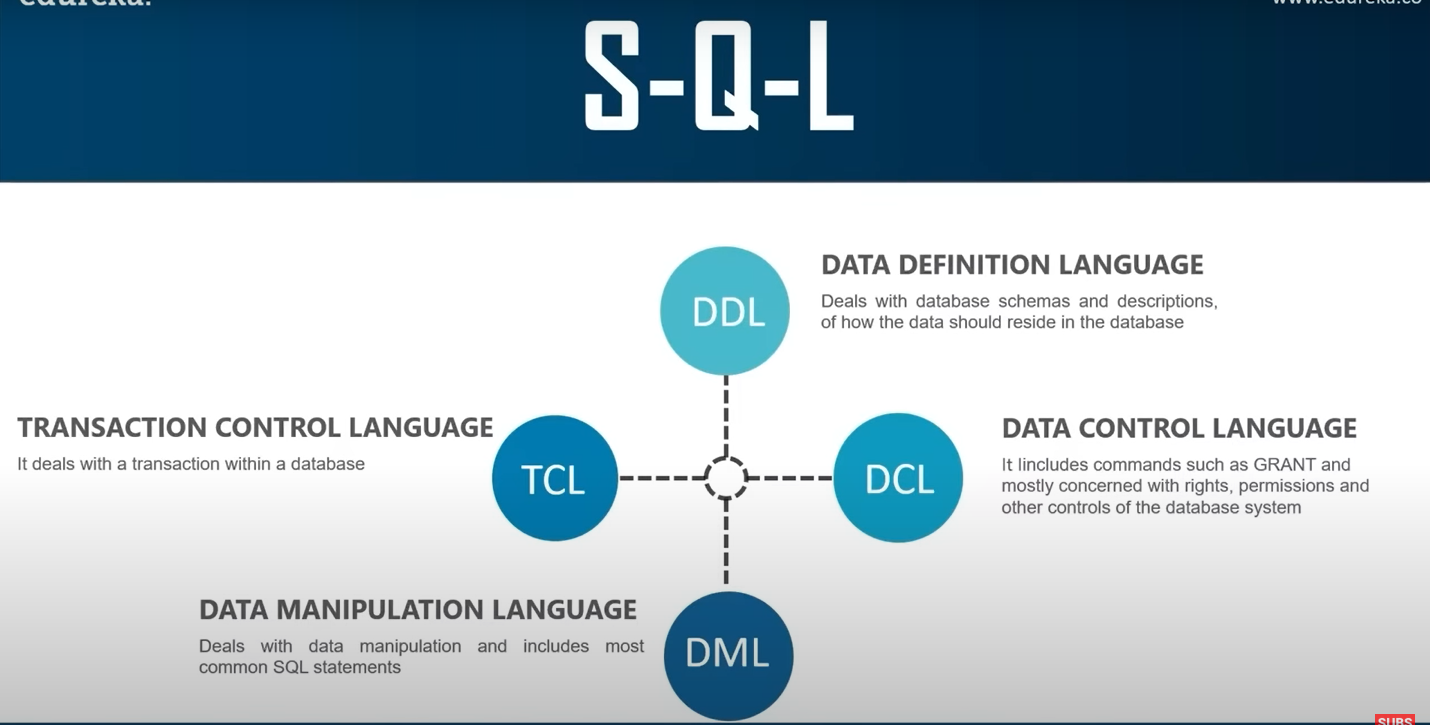 edureka!
www.edureka.co
S-Q-L
DDL
DATA DEFINITION LANGUAGE
Deals with database schemas and descriptions,
of how the data should reside in the database
TRANSACTION CONTROL LANGUAGE
It deals with a transaction within a database
TCL
DCL
DATA CONTROL LANGUAGE
It Iincludes commands such as GRANT and
mostly concerned with rights, permissions and
other controls of the database system
DATA MANIPULATION LANGUAGE
Deals with data manipulation and includes most
common SQL statements
DML
SUBS